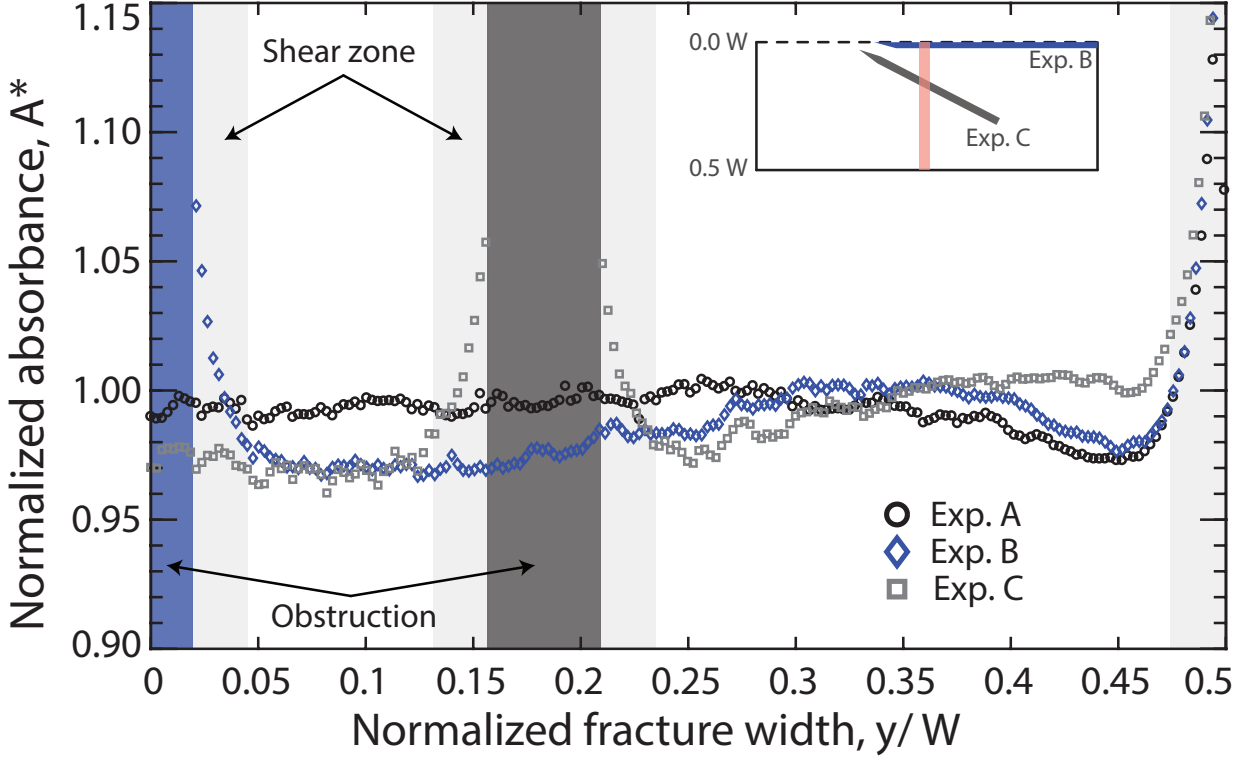 Normalized absorbance, A*
1.15
1.10
1.05
1.00
0.95
0.90
Shear zone
0.0 W
Exp. B
Exp. C
0.5 W
Exp. A
Exp. B
Exp. C
Obstruction
0
0.05
0.1
0.15
0.2
0.25
0.3
0.35
0.4
0.45
0.5
Normalized fracture width, y/ W